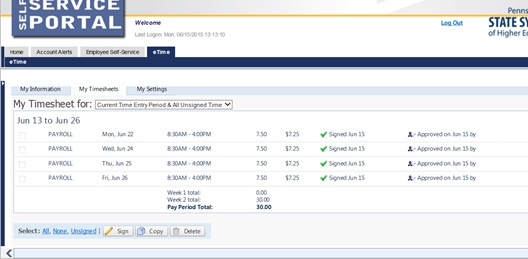 SELF
SERVICE
PORTAL
Welcome
Last Logon: Mon, 06/15/2015 13:13:10
Log Out
Penns
STATE SY
of Higher E
Home Account Alerts Employee Self-Service eTime
eTime
My Information My Timesheets My Settings
My Timesheet for: Current Time Entry Period & All Unsigned Time
Jun 13 to Jun 26
PAYROLL Mon, Jun 22 8:30AM - 4:00PM 7.50 $7.25 Signed Jun 15 - Approved on Jun 15 by
PAYROLL Wed, Jun 24 8:30AM - 4:00PM 7.50 $7.25 Signed Jun 15 - Approved on Jun 15 by
PAYROLL Thu, Jun 25 8:30AM - 4:00PM 7.50 $7.25 Signed Jun 15 - Approved on Jun 15 by
PAYROLL Fri, Jun 26 8:30AM - 4:00PM 7.50 $7.25 Signed Jun 15 - Approved on Jun 15 by
Week 1 total: 0.00
Week 2 total: 30.00
Pay Period Total: 30.00
Select: All, None, Unsigned | Sign Copy Delete